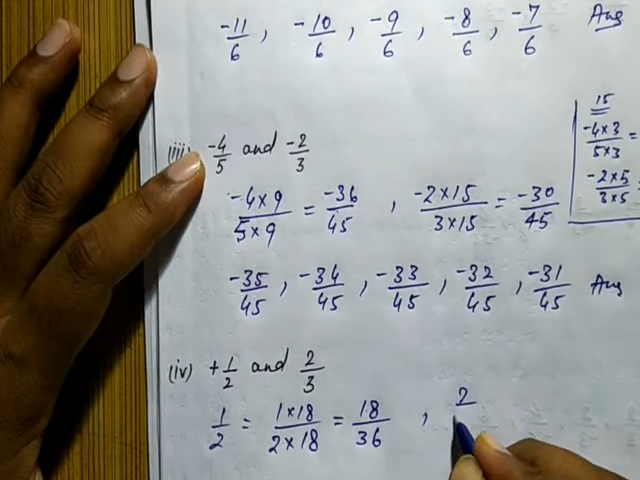 -11/6, -10/6, -9/6, -8/6, -7/6 Ans
(iii) -4/5 and -2/3
-4×9/5×9 = -36/45, -2×15/3×15 = -30/45
15
-4×3/5×3 =
-2×5/3×5
-35/45, -34/45, -33/45, -32/45, -31/45 Ans
(iv) +1/2 and 2/3
1/2 = 1×18/2×18 = 18/36, 2